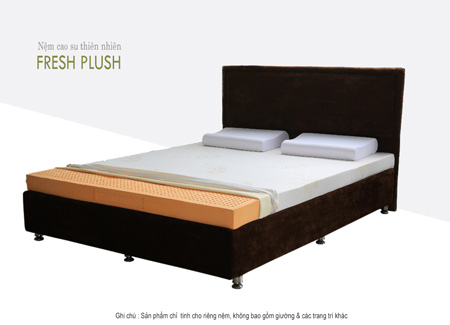 Nệm cao su thiên nhiên
FRESH PLUSH
Ghi chú : Sản phẩm chỉ tính cho riêng nệm, không bao gồm giường & các trang trí khác